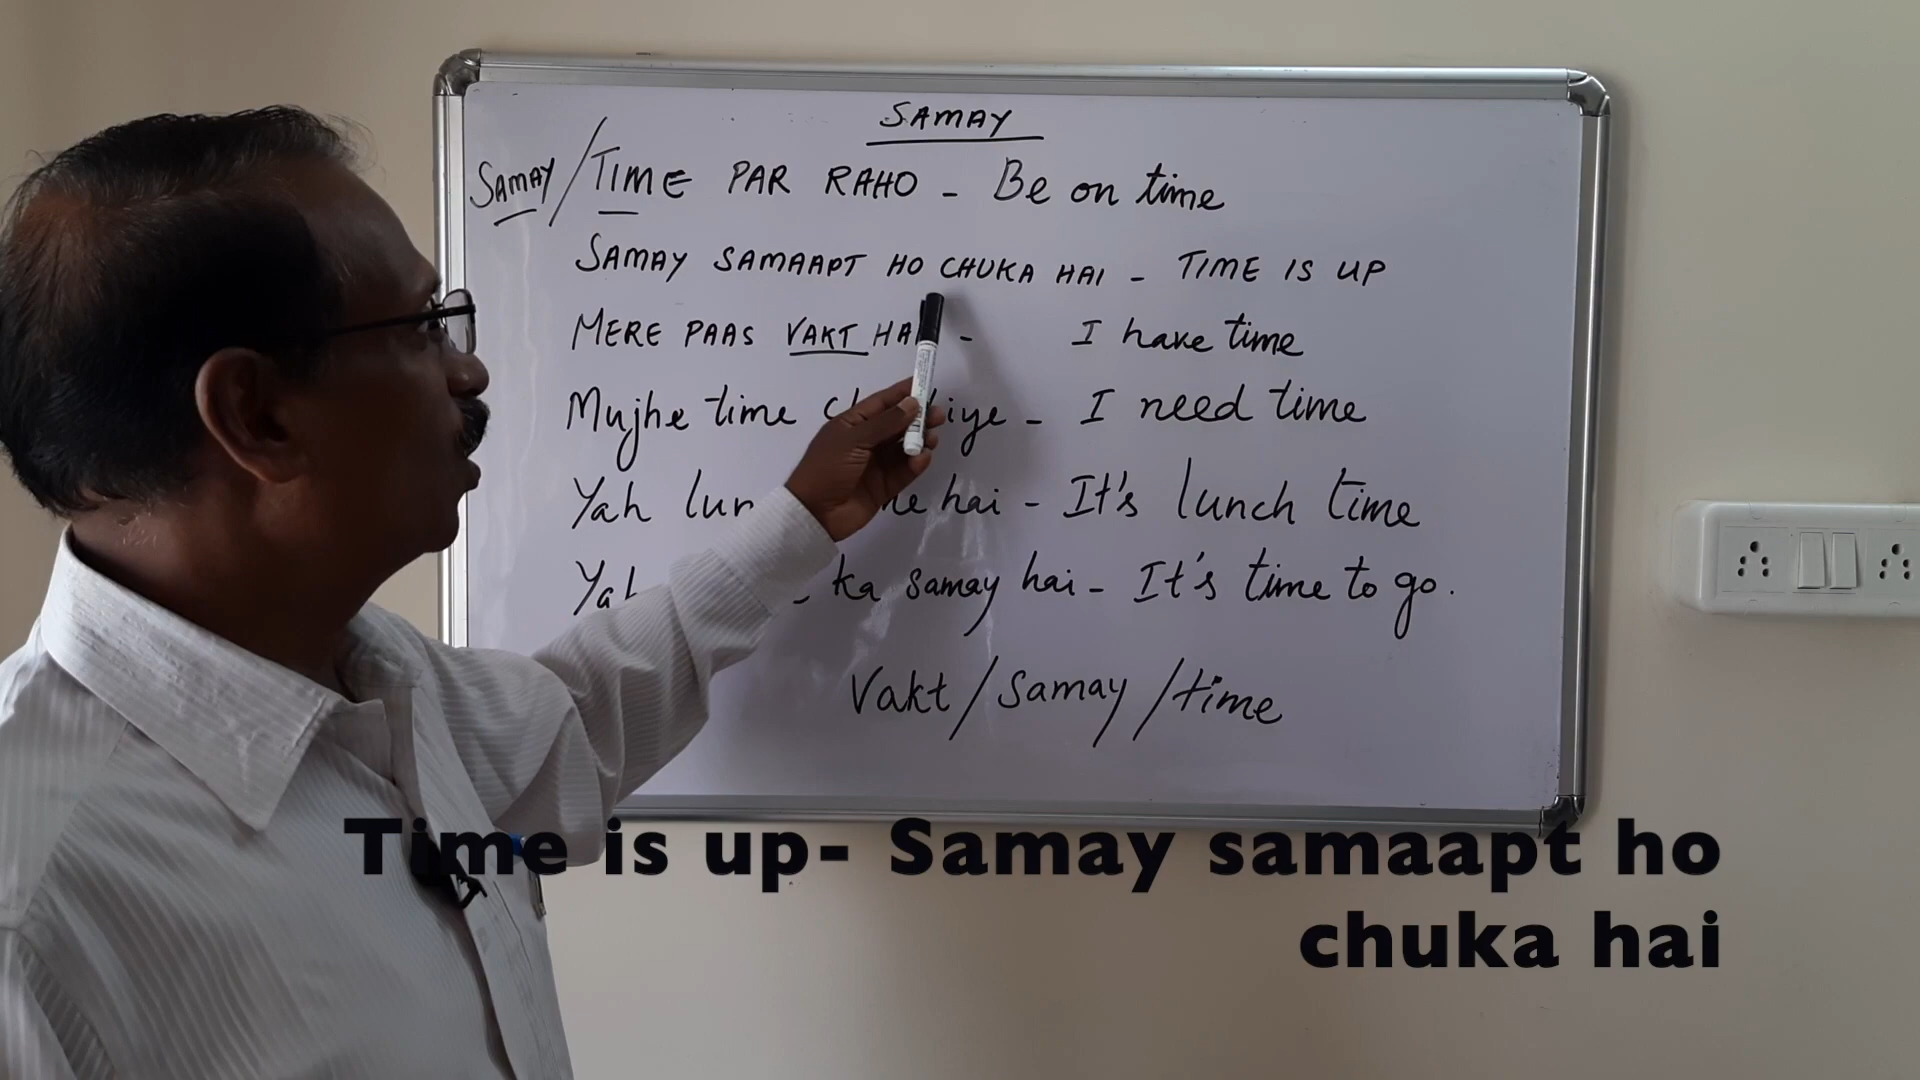 SAMAY
SAMAY/TIME PAR RAHO - Be on time
SAMAY SAMAAPT HO CHUKA HAI - TIME IS UP
MERE PAAS VAKT HA - I have time
Mujhe time iye - I need time
Yah hai - It's lunch time
ka samay hai - It's time to go.
Vakt/Samay/time
Time is up- Samay samaapt ho
chuka hai